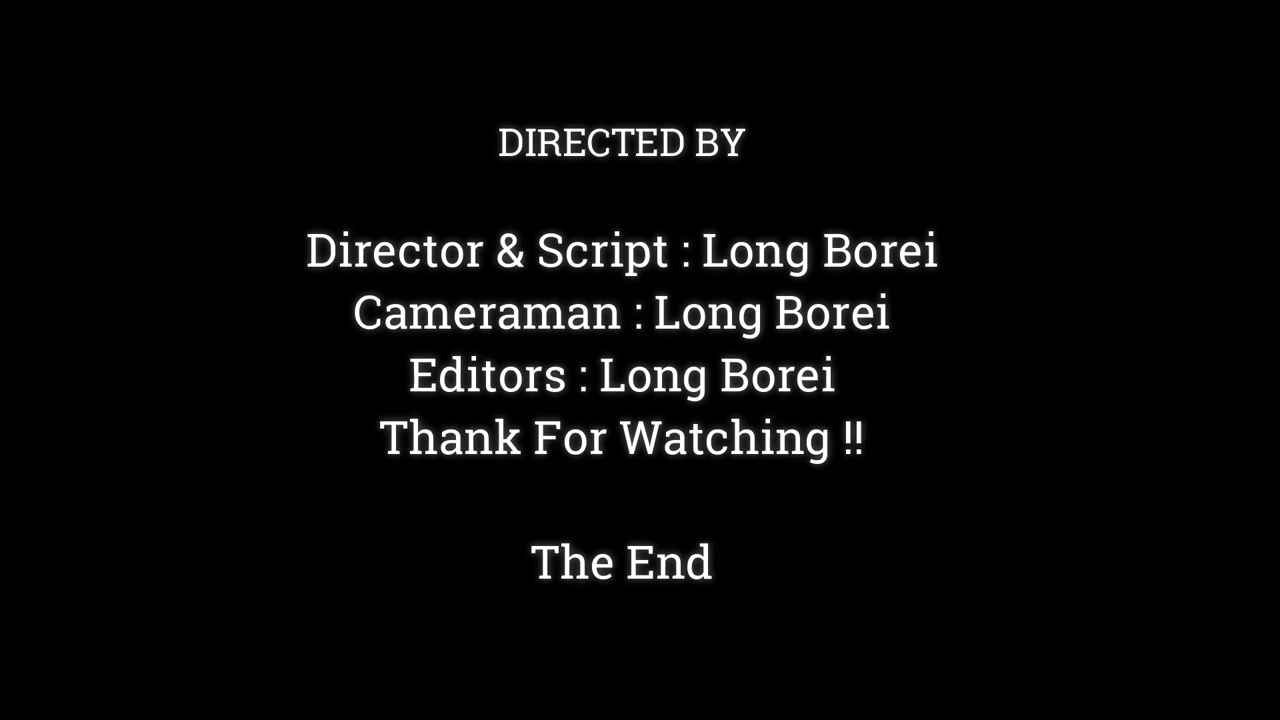 DIRECTED BY
Director & Script : Long Borei
Cameraman : Long Borei
Editors : Long Borei
Thank For Watching !!
The End